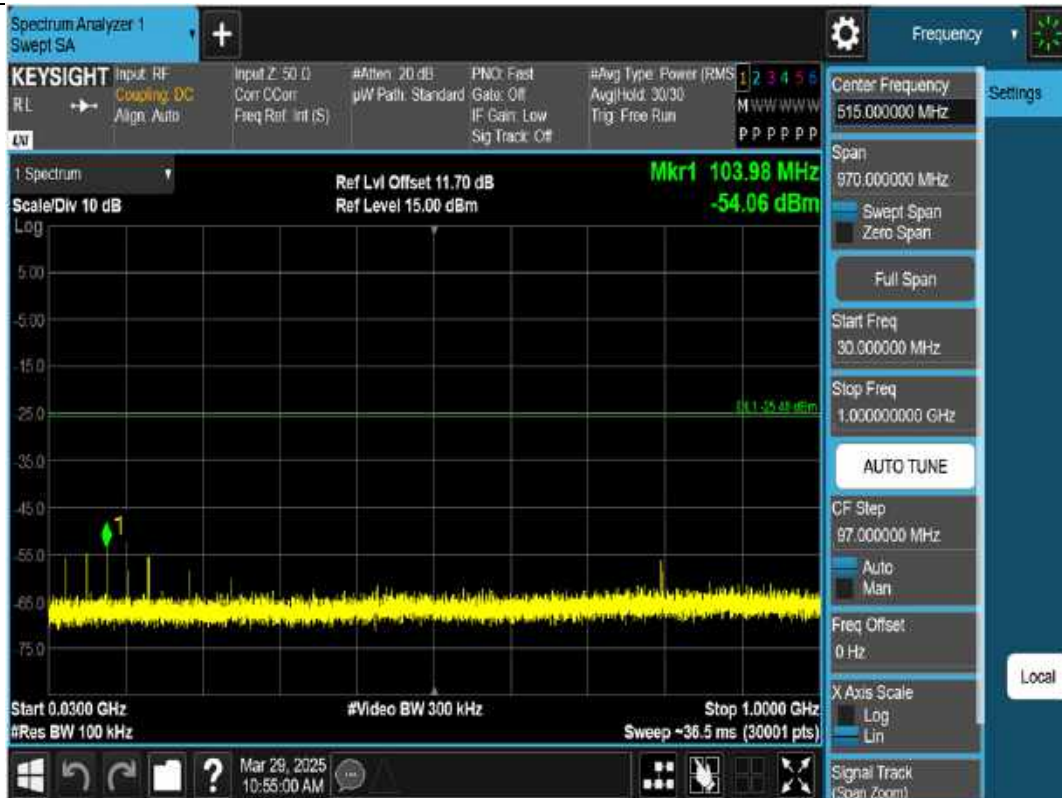 Spectrum Analyzer 1
Swept SA
+
Frequency
KEYSIGHT
RL
Input: RF
Coupling: DC
Align: Auto
Input Z: 50 Ω
Corr CCorr
Freq Ref: Int (S)
#Atten: 20 dB
µW Path: Standard
PNO: Fast
Gate: Off
IF Gain: Low
Sig Track: Off
#Avg Type: Power (RMS
Avg|Hold: 30/30
Trig: Free Run
1 2 3 4 5 6
M W W W W W
P P P P P P
1 Spectrum
Scale/Div 10 dB
Ref Lvl Offset 11.70 dB
Ref Level 15.00 dBm
Mkr1 103.98 MHz
-54.06 dBm
Log
5.00
-5.00
-15.0
-25.0
-35.0
-45.0
-55.0
-65.0
-75.0
1
Start 0.0300 GHz
#Res BW 100 kHz
#Video BW 300 kHz
Stop 1.0000 GHz
Sweep ~36.5 ms (30001 pts)
Center Frequency
515.000000 MHz
Settings
Span
970.000000 MHz
Swept Span
Zero Span
Full Span
Start Freq
30.000000 MHz
Stop Freq
1.000000000 GHz
AUTO TUNE
CF Step
97.000000 MHz
Auto
Man
Freq Offset
0 Hz
X Axis Scale
Log
Lin
Local
Signal Track
(Span Zoom)
?
Mar 29, 2025
10:55:00 AM